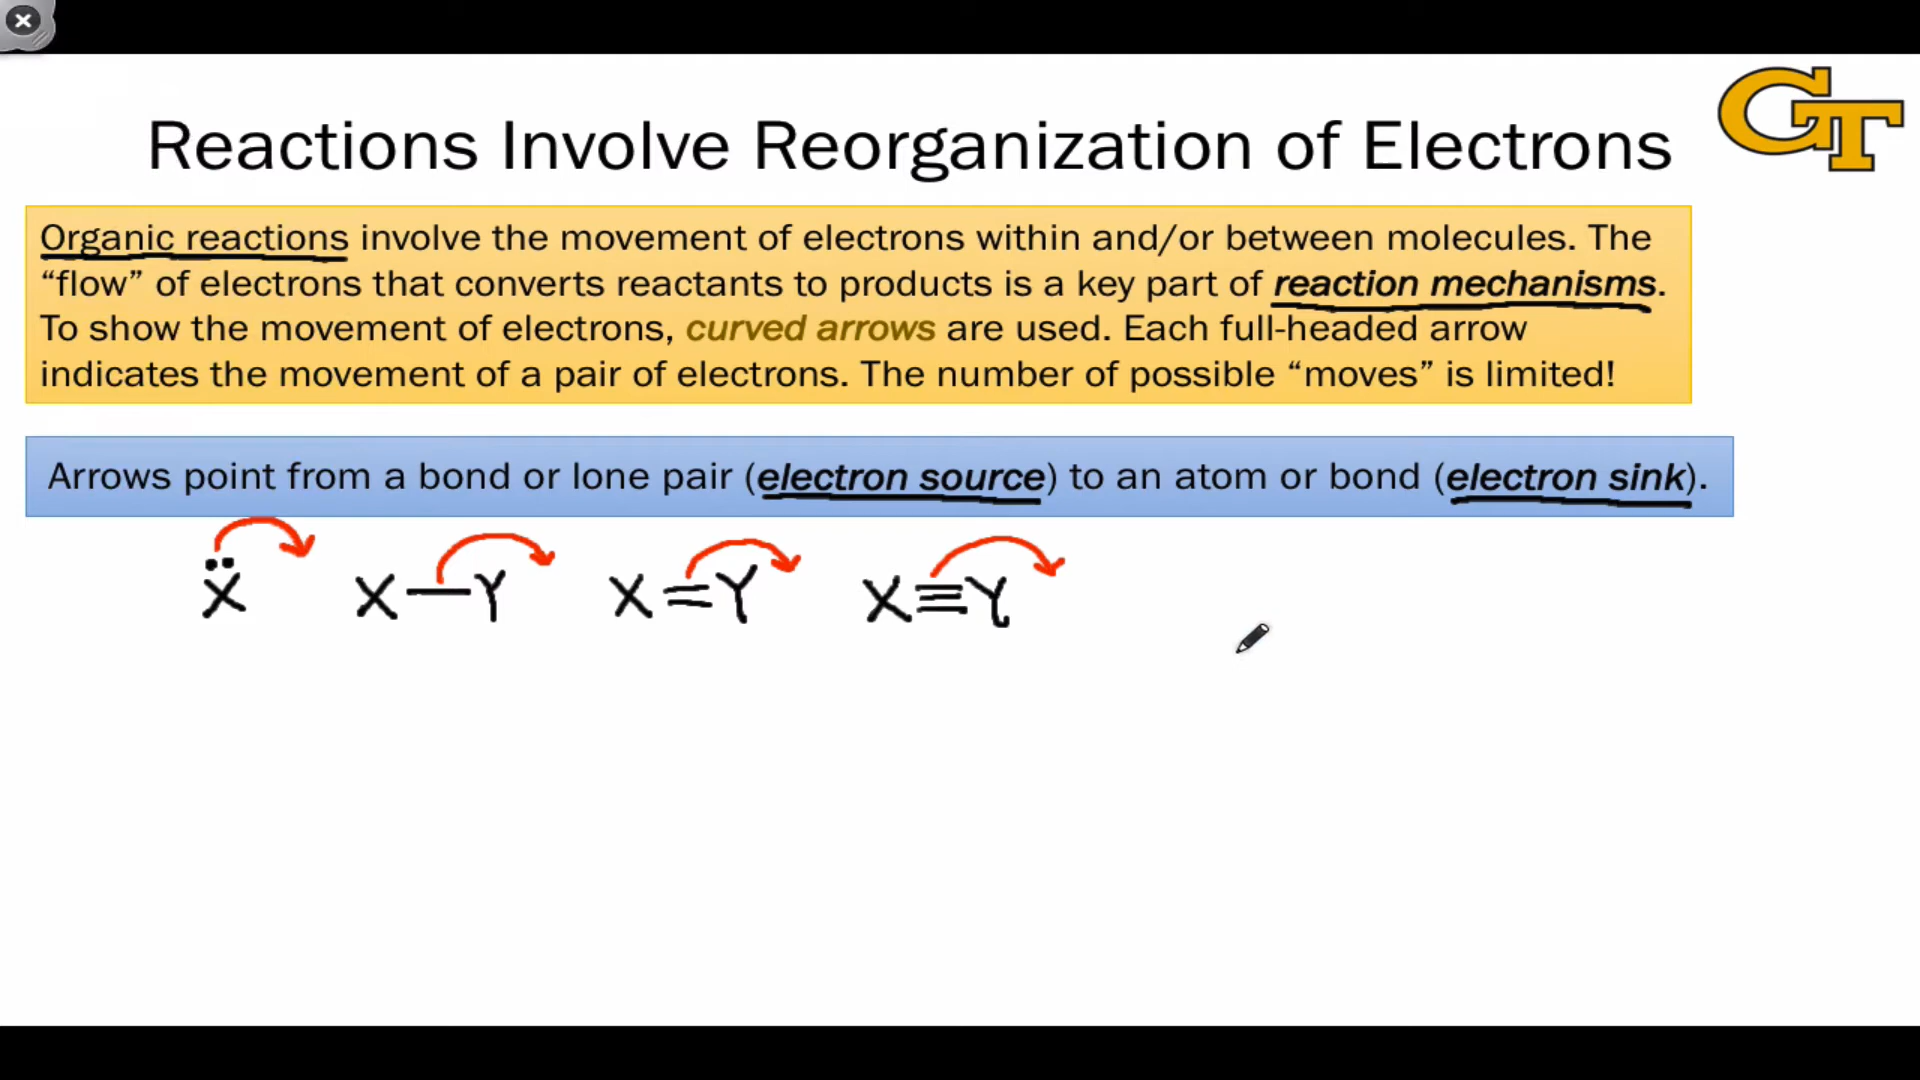 GT
Reactions Involve Reorganization of Electrons
Organic reactions involve the movement of electrons within and/or between molecules. The
“flow” of electrons that converts reactants to products is a key part of reaction mechanisms.
To show the movement of electrons, curved arrows are used. Each full-headed arrow
indicates the movement of a pair of electrons. The number of possible “moves” is limited!
Arrows point from a bond or lone pair (electron source) to an atom or bond (electron sink).
Ẍ X—Y X=Y X≡Y